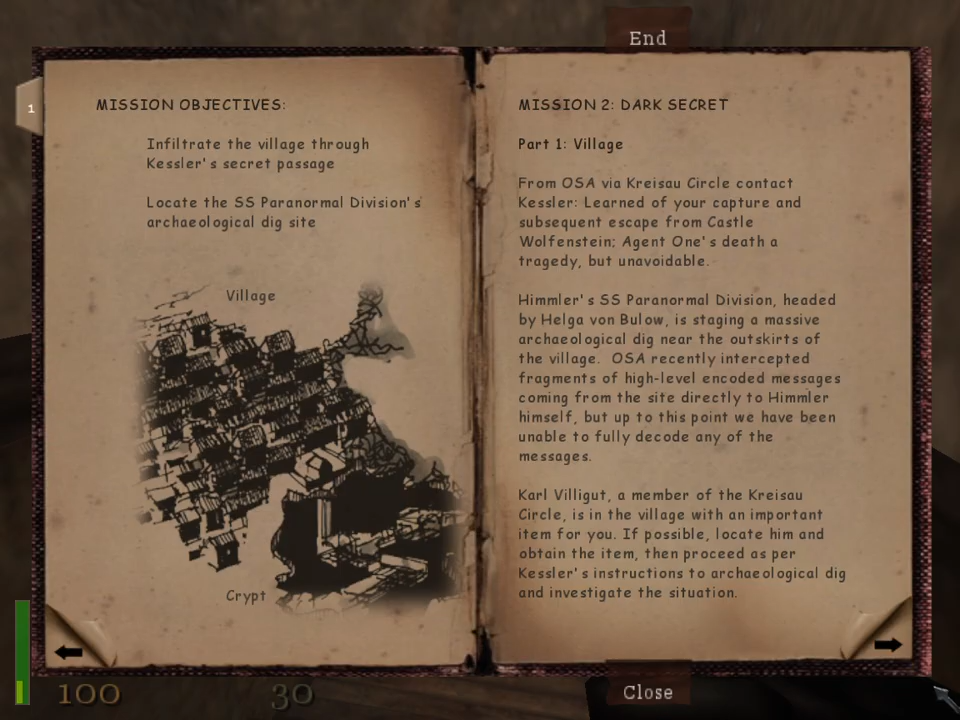 End
1
MISSION OBJECTIVES:
Infiltrate the village through
Kessler's secret passage
Locate the SS Paranormal Division's
archaeological dig site
Village
Crypt
MISSION 2: DARK SECRET
Part 1: Village
From OSA via Kreisau Circle contact
Kessler: Learned of your capture and
subsequent escape from Castle
Wolfenstein; Agent One's death a
tragedy, but unavoidable.
Himmler's SS Paranormal Division, headed
by Helga von Bulow, is staging a massive
archaeological dig near the outskirts of
the village. OSA recently intercepted
fragments of high-level encoded messages
coming from the site directly to Himmler
himself, but up to this point we have been
unable to fully decode any of the
messages.
Karl Villigut, a member of the Kreisau
Circle, is in the village with an important
item for you. If possible, locate him and
obtain the item, then proceed as per
Kessler's instructions to archaeological dig
and investigate the situation.
100
30
Close